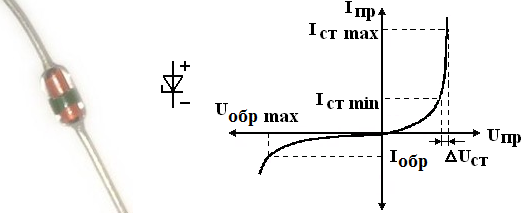 Iпр
Iст max
+
−
Iст min
Uобр max
Uпр
Iобр
ΔUст